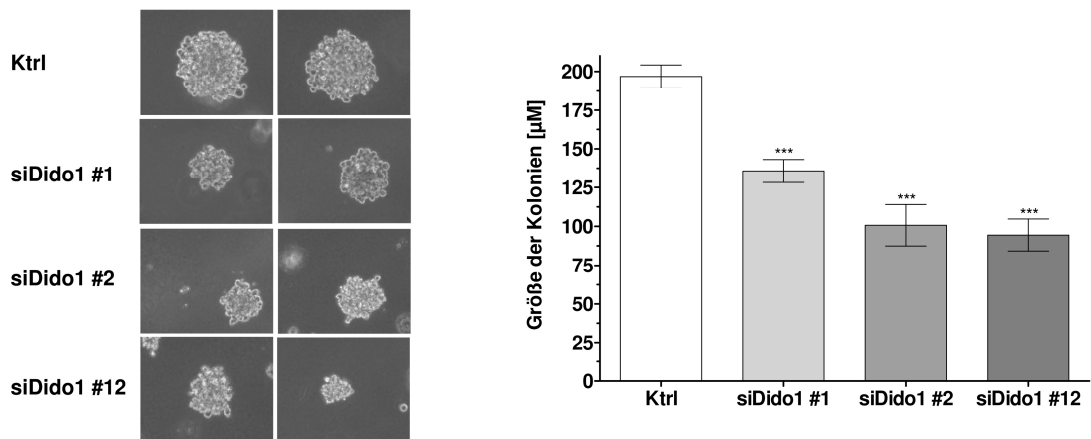 Ktrl
siDido1 #1
siDido1 #2
siDido1 #12
Größe der Kolonien [µM]
200
175
150
125
100
75
50
25
0
***
***
***
Ktrl
siDido1 #1
siDido1 #2
siDido1 #12